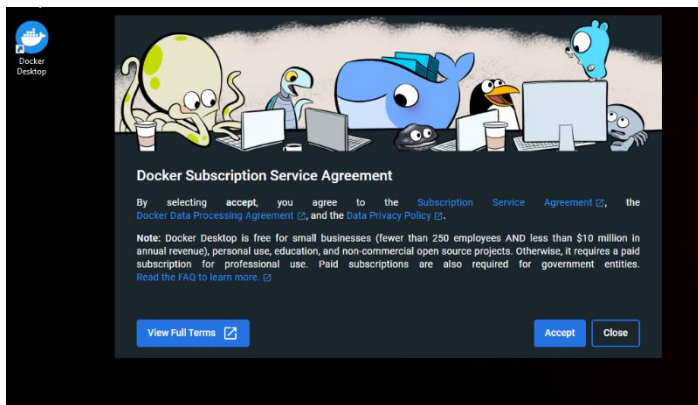 Docker
Desktop
Docker Subscription Service Agreement
By selecting accept, you agree to the Subscription Service Agreement, the
Docker Data Processing Agreement, and the Data Privacy Policy.
Note: Docker Desktop is free for small businesses (fewer than 250 employees AND less than $10 million in
annual revenue), personal use, education, and non-commercial open source projects. Otherwise, it requires a paid
subscription for professional use. Paid subscriptions are also required for government entities.
Read the FAQ to learn more.
View Full Terms
Accept
Close